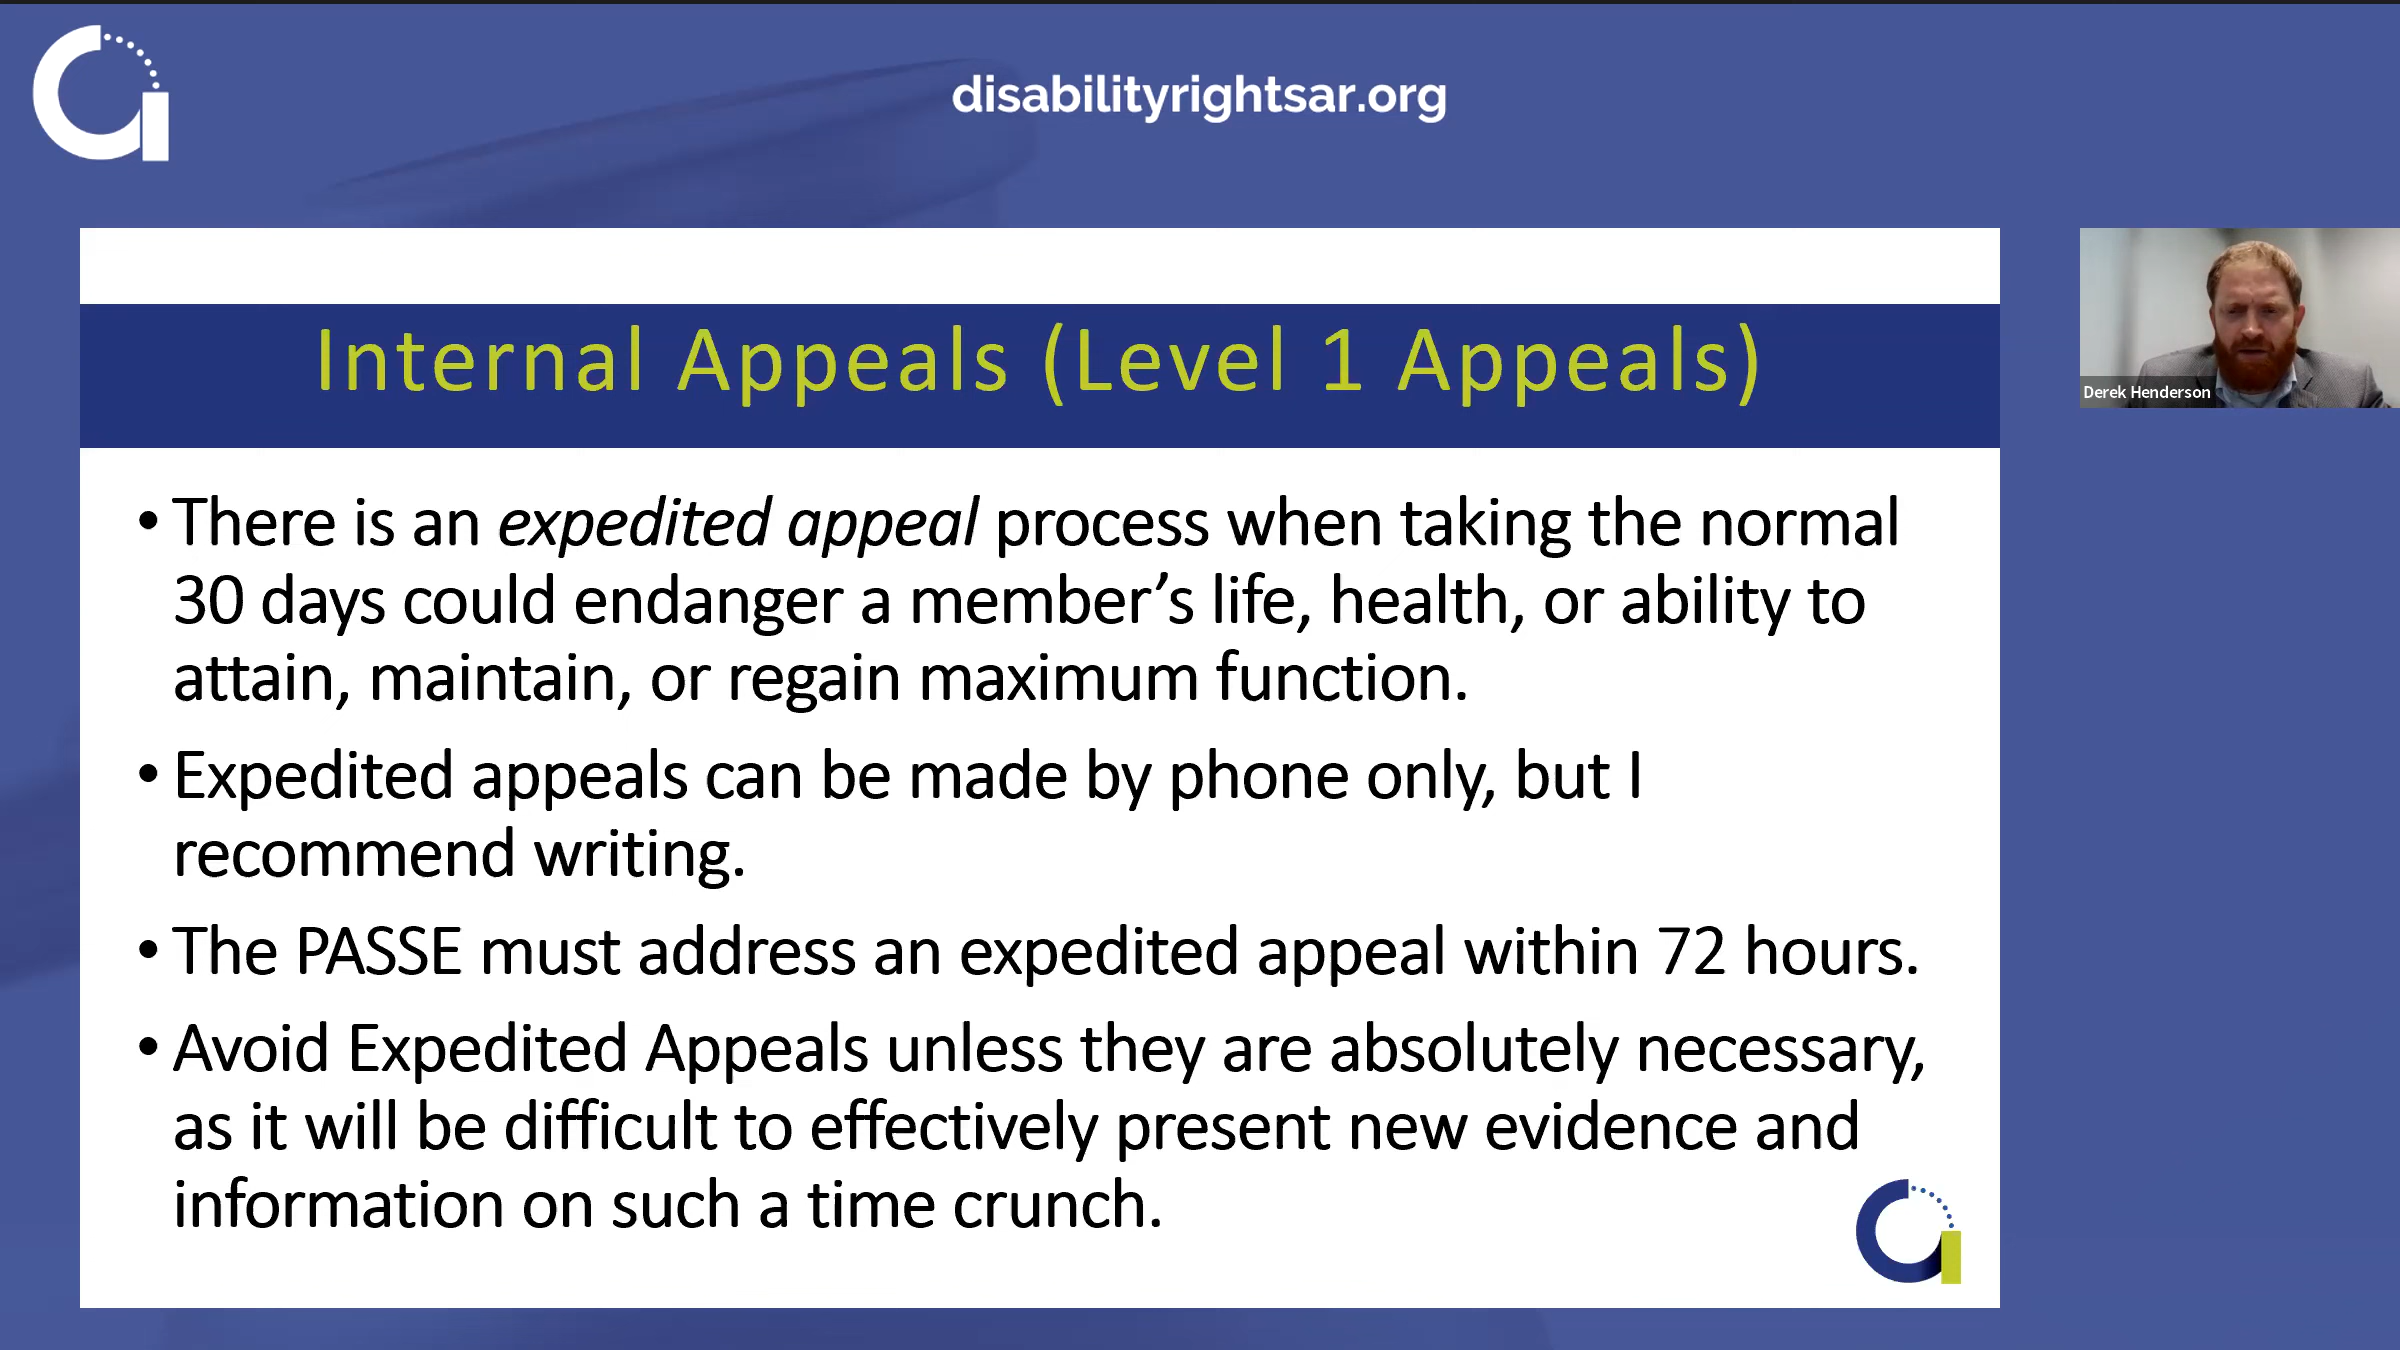 disabilityrightsar.org
Internal Appeals (Level 1 Appeals)
Derek Henderson
• There is an expedited appeal process when taking the normal
30 days could endanger a member’s life, health, or ability to
attain, maintain, or regain maximum function.
• Expedited appeals can be made by phone only, but I
recommend writing.
• The PASSE must address an expedited appeal within 72 hours.
• Avoid Expedited Appeals unless they are absolutely necessary,
as it will be difficult to effectively present new evidence and
information on such a time crunch.